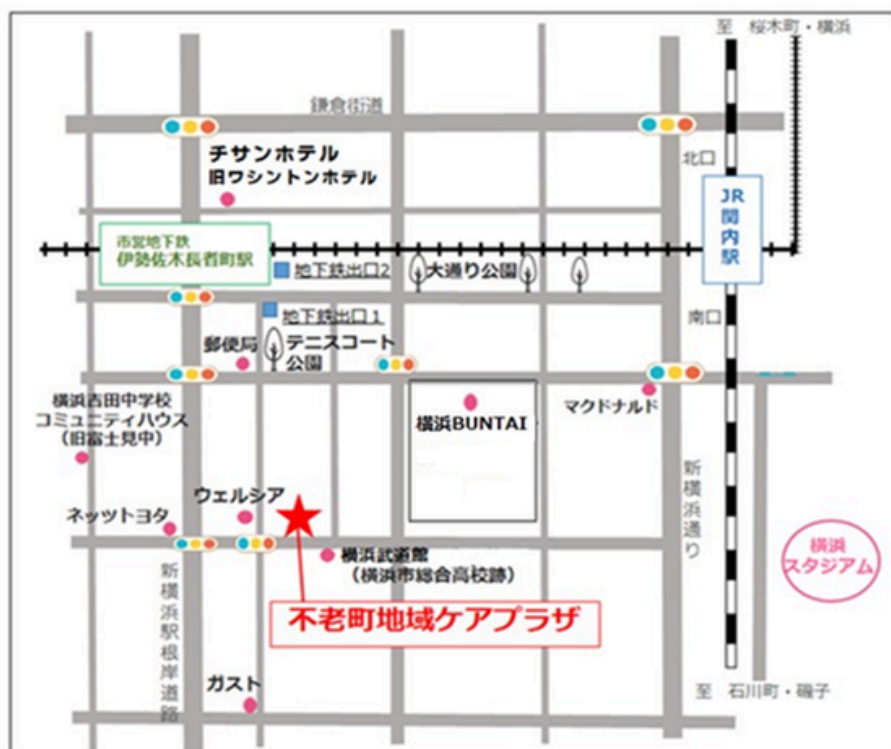 至 桜木町・横浜
鎌倉街道
北口
チサンホテル
旧ワシントンホテル
JR
関内駅
市営地下鉄
伊勢佐木長者町駅
地下鉄出口2
大通り公園
地下鉄出口1
南口
郵便局
テニスコート
公園
横浜吉田中学校
コミュニティハウス
(旧富士見中)
横浜BUNTAI
マクドナルド
ウェルシア
ネッツトヨタ
新横浜通り
横浜
スタジアム
横浜武道館
(横浜市総合高校跡)
不老町地域ケアプラザ
新横浜駅根岸道路
ガスト
至 石川町・磯子